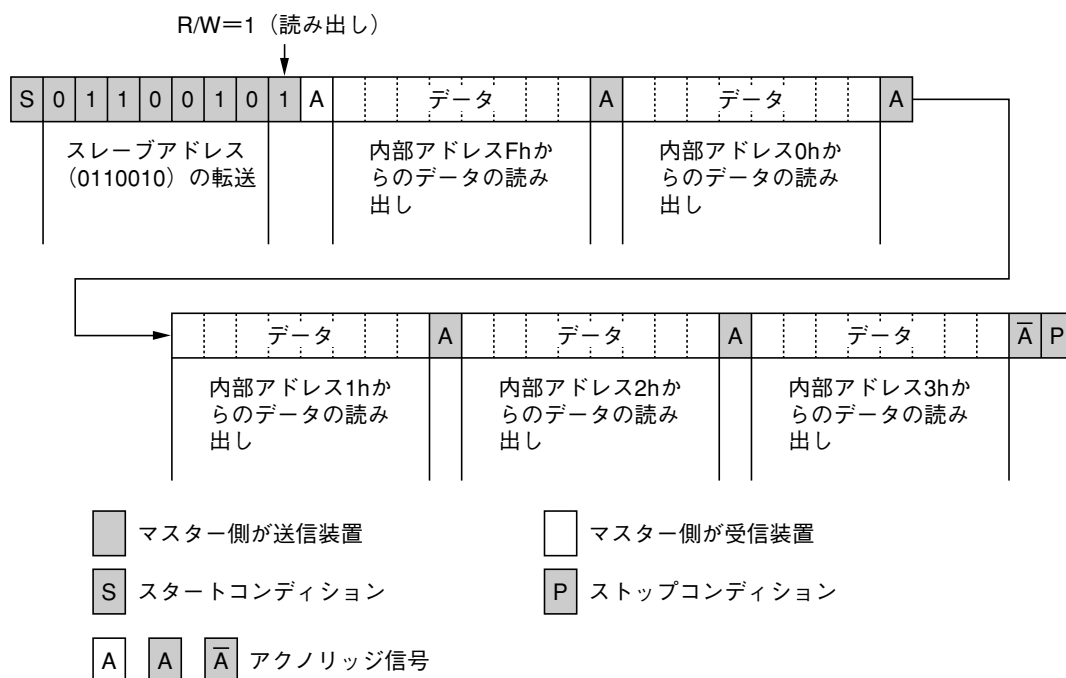 R/W＝1（読み出し）
S 0 1 1 0 0 1 0 1 A データ A データ A
スレーブアドレス
（0110010）の転送
内部アドレスFhか
らのデータの読み
出し
内部アドレス0hか
らのデータの読み
出し
データ A データ A データ A̅ P
内部アドレス1hか
らのデータの読み
出し
内部アドレス2hか
らのデータの読み
出し
内部アドレス3hか
らのデータの読み
出し
マスター側が送信装置
マスター側が受信装置
S スタートコンディション
P ストップコンディション
A A A̅ アクノリッジ信号